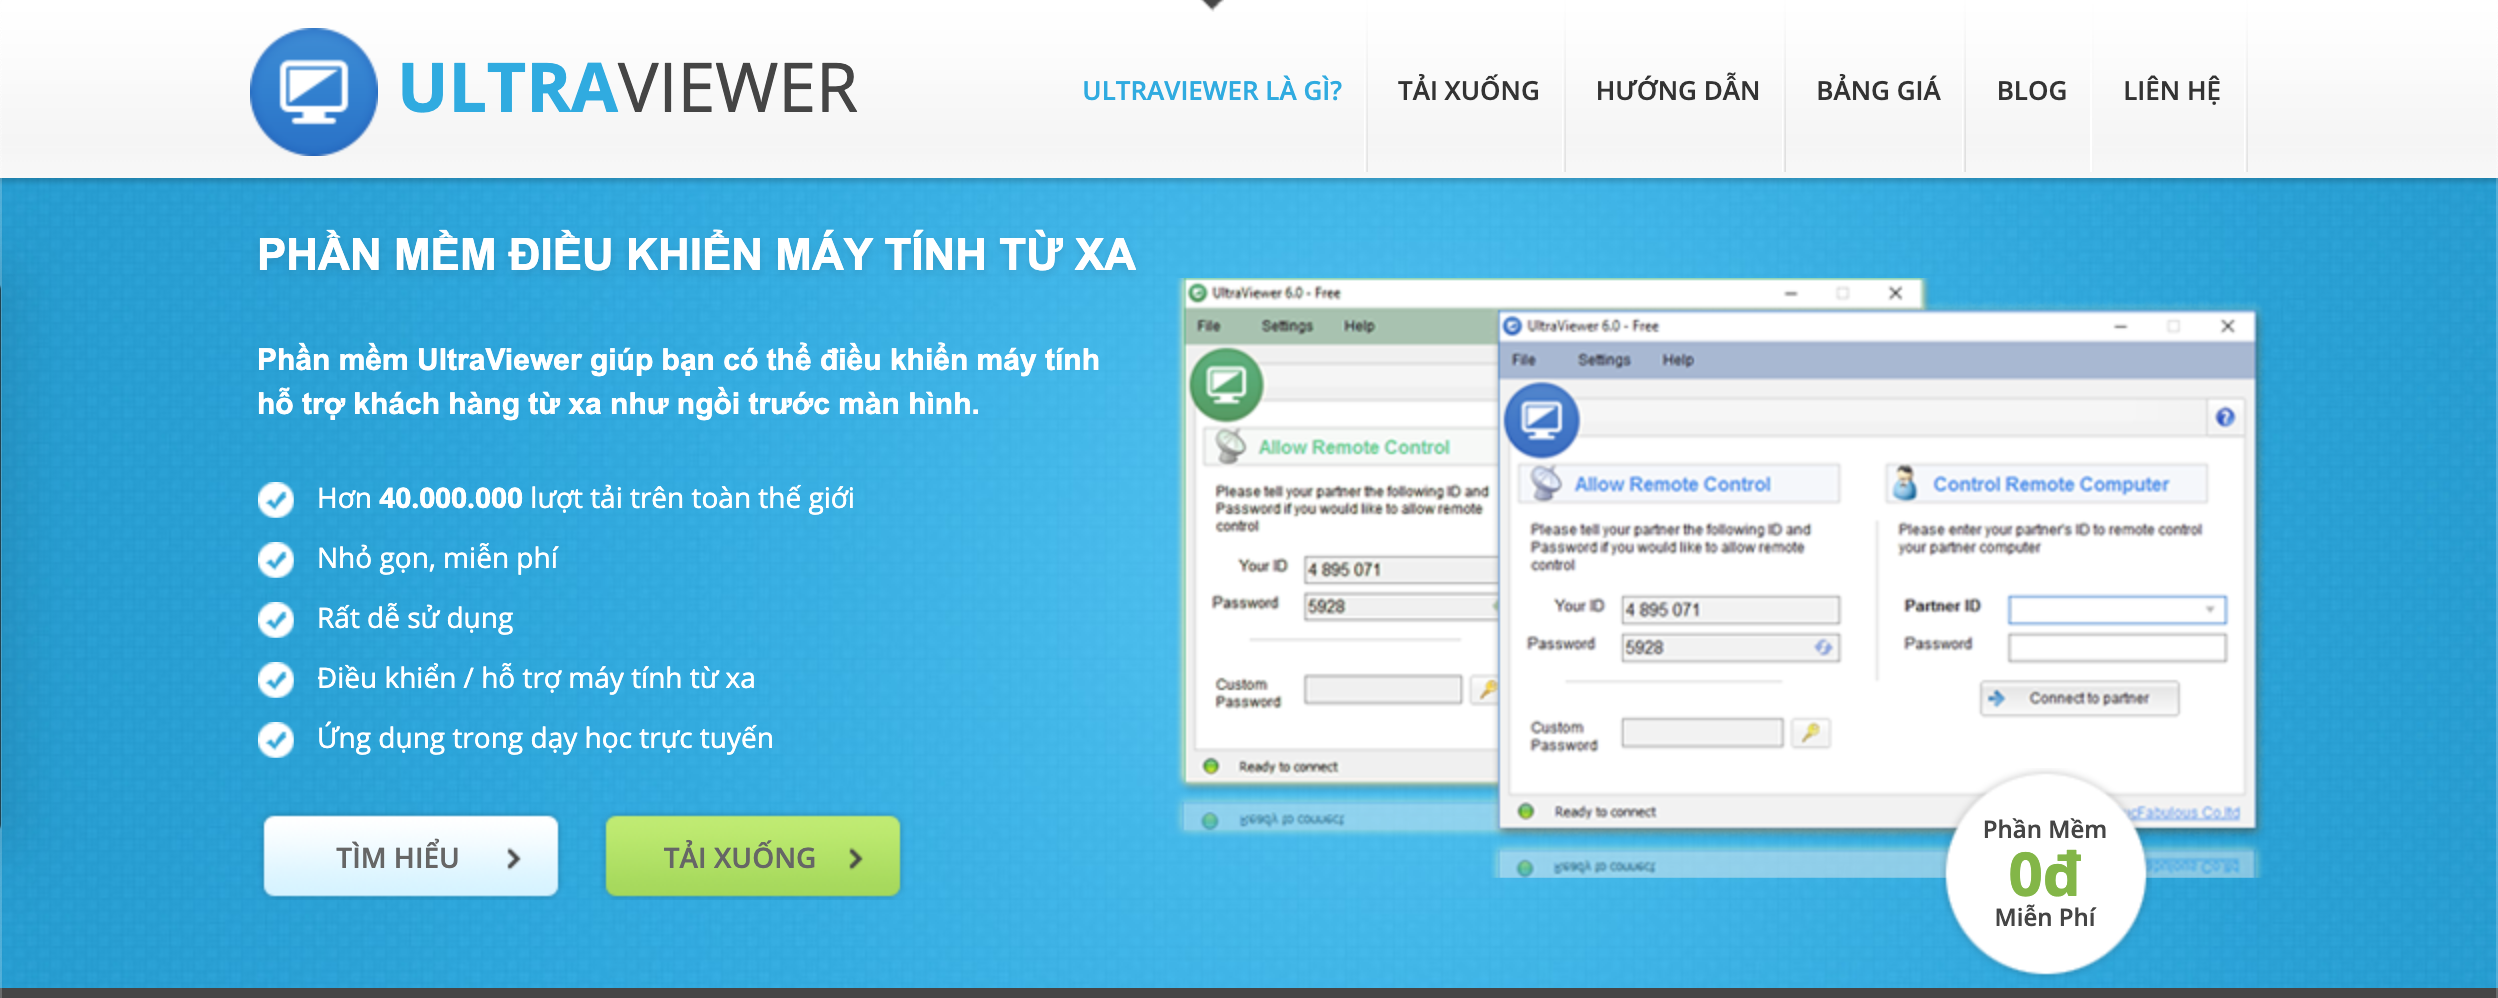 ULTRAVIEWER
ULTRAVIEWER LÀ GÌ?
TẢI XUỐNG
HƯỚNG DẪN
BẢNG GIÁ
BLOG
LIÊN HỆ
PHẦN MỀM ĐIỀU KHIỂN MÁY TÍNH TỪ XA
Phần mềm UltraViewer giúp bạn có thể điều khiển máy tính
hỗ trợ khách hàng từ xa như ngồi trước màn hình.
Hơn 40.000.000 lượt tải trên toàn thế giới
Nhỏ gọn, miễn phí
Rất dễ sử dụng
Điều khiển / hỗ trợ máy tính từ xa
Ứng dụng trong dạy học trực tuyến
TÌM HIỂU
TẢI XUỐNG
UltraViewer 6.0 - Free
File Settings Help
Allow Remote Control
Please tell your partner the following ID and
Password if you would like to allow remote
control
Your ID 4 895 071
Password 5928
Custom
Password
Ready to connect
UltraViewer 6.0 - Free
File Settings Help
Allow Remote Control
Please tell your partner the following ID and
Password if you would like to allow remote
control
Your ID 4 895 071
Password 5928
Custom
Password
Control Remote Computer
Please enter your partner's ID to remote control
your partner computer
Partner ID
Password
Connect to partner
Ready to connect
Fabulous Co.ltd
Phần Mềm
0đ
Miễn Phí